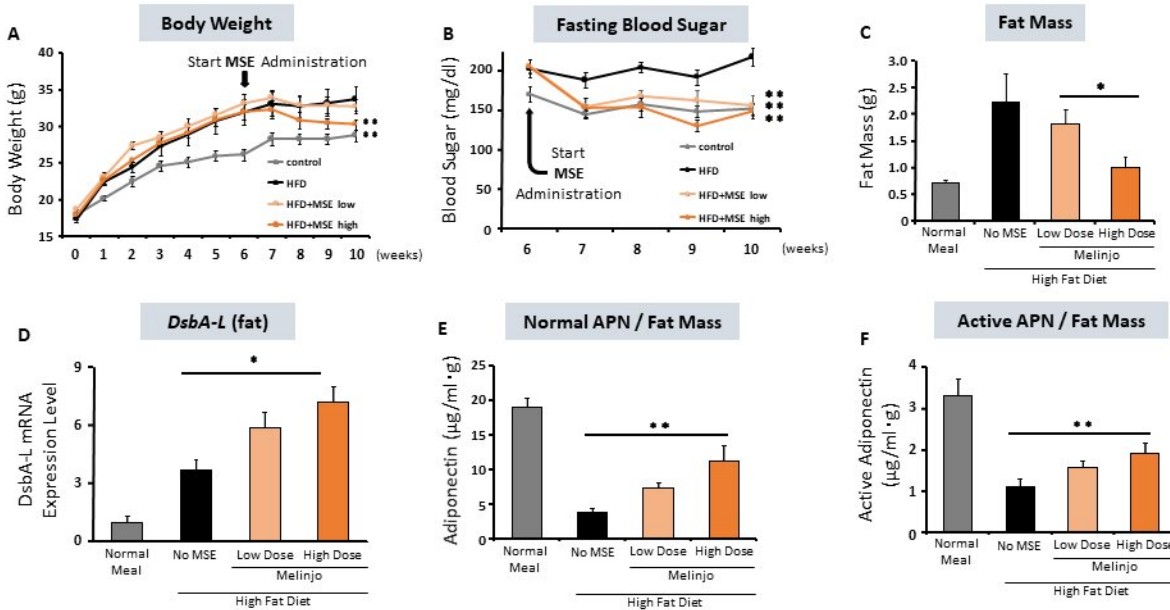 A
Body Weight
Start MSE Administration
Body Weight (g)
40
35
30
25
20
15
**
**
control
HFD
HFD+MSE low
HFD+MSE high
0 1 2 3 4 5 6 7 8 9 10 (weeks)
B
Fasting Blood Sugar
Blood Sugar (mg/dl)
200
150
100
50
0
**
**
**
Start
MSE
Administration
control
HFD
HFD+MSE low
HFD+MSE high
6 7 8 9 10 (weeks)
C
Fat Mass
Fat Mass (g)
3.0
2.5
2.0
1.5
1.0
0.5
0.0
*
Normal
Meal
No MSE Low Dose High Dose
Melinjo
High Fat Diet
D
DsbA-L (fat)
DsbA-L mRNA
Expression Level
9
6
3
0
*
Normal
Meal
No MSE Low Dose High Dose
Melinjo
High Fat Diet
E
Normal APN / Fat Mass
Adiponectin (μg/ml·g)
25
20
15
10
5
0
**
Normal
Meal
No MSE Low Dose High Dose
Melinjo
High Fat Diet
F
Active APN / Fat Mass
Active Adiponectin
(μg/ml·g)
4
3
2
1
0
**
Normal
Meal
No MSE Low Dose High Dose
Melinjo
High Fat Diet